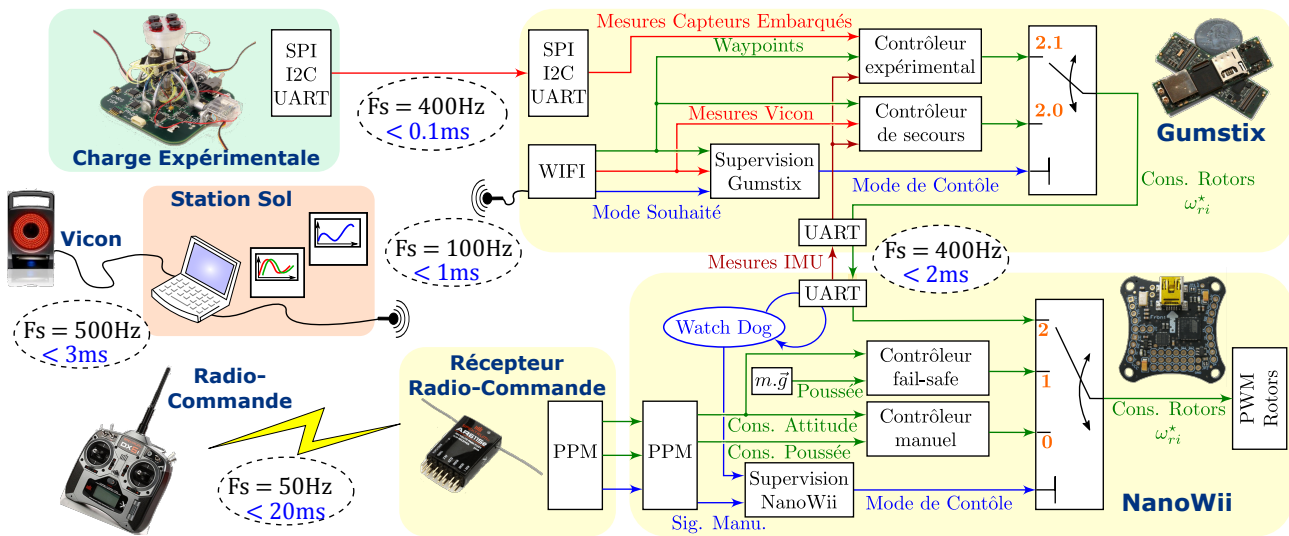 SPI
I2C
UART
Charge Expérimentale
Fs = 400Hz
< 0.1ms
SPI
I2C
UART
WIFI
Mesures Capteurs Embarqués
Waypoints
Mesures Vicon
Mode Souhaité
Contrôleur
expérimental
Contrôleur
de secours
Supervision
Gumstix
Mode de Contôle
2.1
2.0
Gumstix
Cons. Rotors
ω⋆ri
Vicon
Station Sol
Fs = 500Hz
< 3ms
Fs = 100Hz
< 1ms
UART
Mesures IMU
Fs = 400Hz
< 2ms
UART
Watch Dog
Radio-
Commande
Fs = 50Hz
< 20ms
Récepteur
Radio-Commande
PPM
PPM
m.g⃗
Poussée
Cons. Attitude
Cons. Poussée
Sig. Manu.
Contrôleur
fail-safe
Contrôleur
manuel
Supervision
NanoWii
Mode de Contôle
2
1
0
Cons. Rotors
ω⋆ri
PWM
Rotors
NanoWii